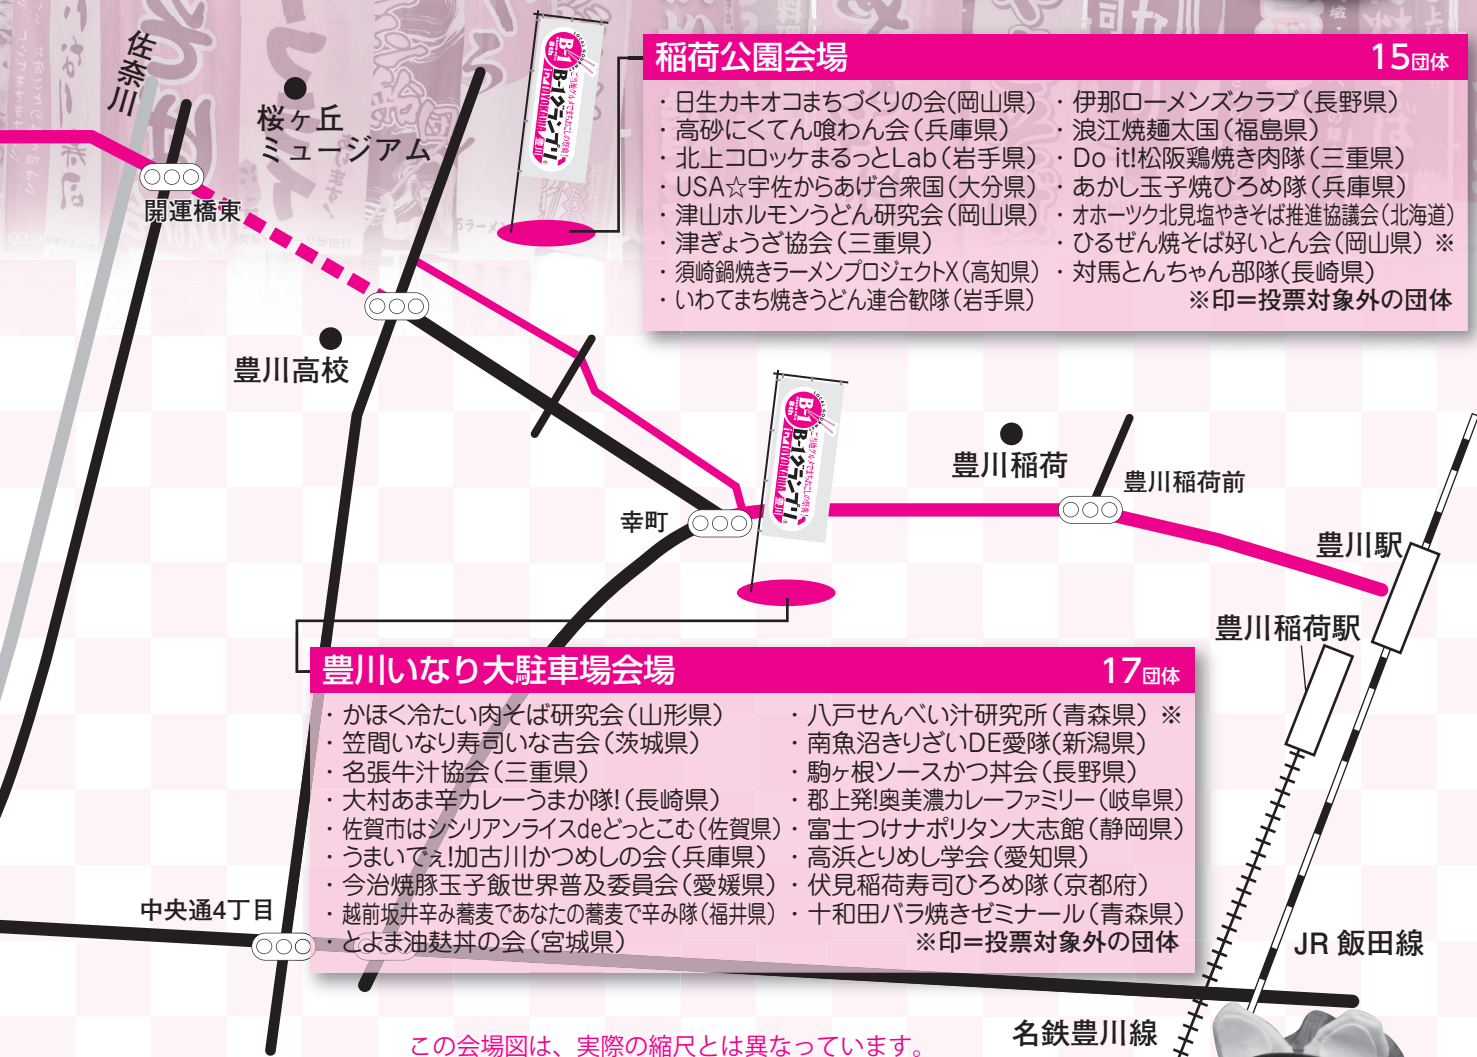 佐奈川
桜ヶ丘
ミュージアム
開運橋東
豊川高校
B-1グランプリ
in TOYOKAWA 豊川
稲荷公園会場 15団体
・日生カキオコまちづくりの会(岡山県)
・高砂にくてん喰わん会(兵庫県)
・北上コロッケまるっとLab(岩手県)
・USA☆宇佐からあげ合衆国(大分県)
・津山ホルモンうどん研究会(岡山県)
・津ぎょうざ協会(三重県)
・須崎鍋焼きラーメンプロジェクトX(高知県)
・いわてまち焼きうどん連合歓隊(岩手県)
・伊那ローメンズクラブ(長野県)
・浪江焼麺太国(福島県)
・Do it!松阪鶏焼き肉隊(三重県)
・あかし玉子焼ひろめ隊(兵庫県)
・オホーツク北見塩やきそば推進協議会(北海道)
・ひるぜん焼そば好いとん会(岡山県)※
・対馬とんちゃん部隊(長崎県)
※印=投票対象外の団体
幸町
B-1グランプリ
in TOYOKAWA 豊川
豊川稲荷
豊川稲荷前
豊川駅
豊川稲荷駅
豊川いなり大駐車場会場 17団体
・かほく冷たい肉そば研究会(山形県)
・笠間いなり寿司いな吉会(茨城県)
・名張牛汁協会(三重県)
・大村あま辛カレーうまか隊!(長崎県)
・佐賀市はシシリアンライスdeどっとこむ(佐賀県)
・うまいでぇ!加古川かつめしの会(兵庫県)
・今治焼豚玉子飯世界普及委員会(愛媛県)
・越前坂井辛み蕎麦であなたの蕎麦で辛み隊(福井県)
・とよま油麸丼の会(宮城県)
・八戸せんべい汁研究所(青森県)※
・南魚沼きりざいDE愛隊(新潟県)
・駒ヶ根ソースかつ丼会(長野県)
・郡上発!奥美濃カレーファミリー(岐阜県)
・富士つけナポリタン大志館(静岡県)
・高浜とりめし学会(愛知県)
・伏見稲荷寿司ひろめ隊(京都府)
・十和田バラ焼きゼミナール(青森県)
※印=投票対象外の団体
中央通4丁目
JR 飯田線
名鉄豊川線
この会場図は、実際の縮尺とは異なっています。